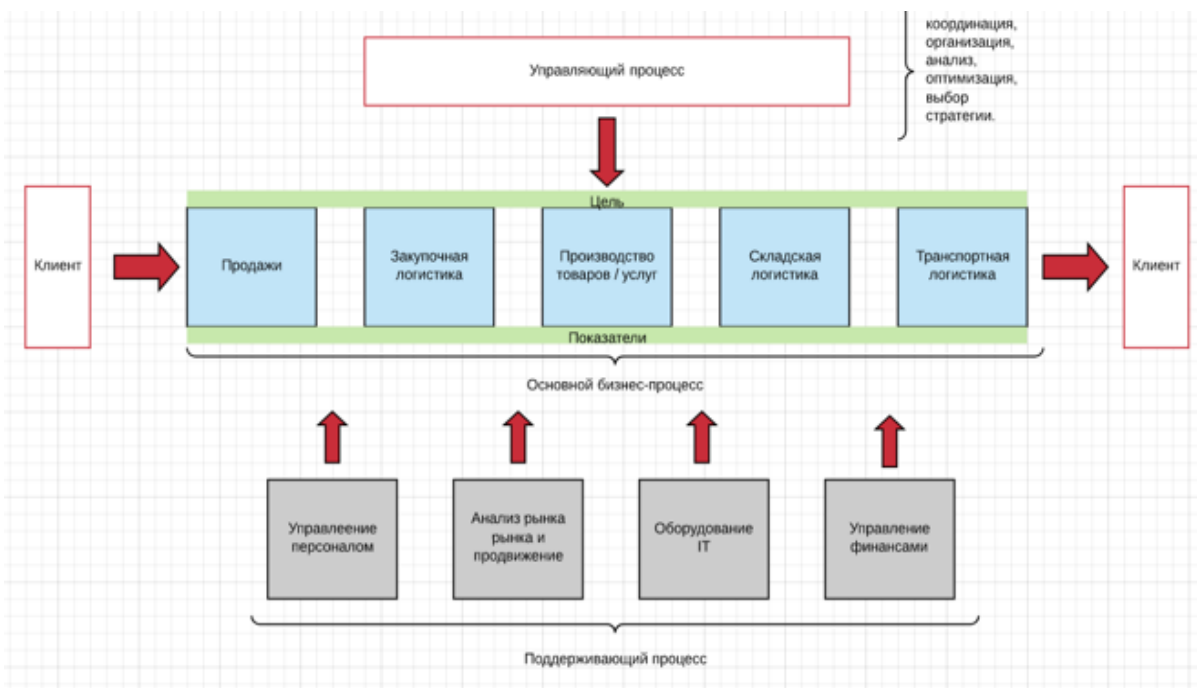 координация,
организация,
анализ,
оптимизация,
выбор
стратегии.
Управляющий процесс
Цель
Клиент
Продажи
Закупочная
логистика
Производство
товаров / услуг
Складская
логистика
Транспортная
логистика
Клиент
Показатели
Основной бизнес-процесс
Управлеение
персоналом
Анализ рынка
рынка и
продвижение
Оборудование
IT
Управление
финансами
Поддерживающий процесс